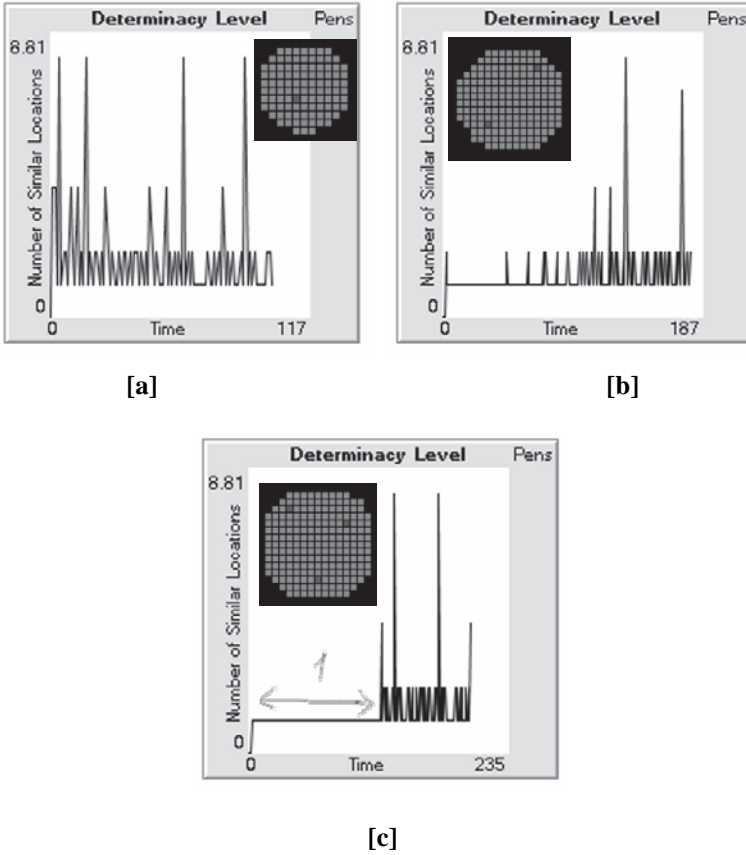 Determinacy Level Pens
8.81
Number of Similar Locations
0
0 Time 117
[a]
Determinacy Level Pens
8.81
Number of Similar Locations
0
0 Time 187
[b]
Determinacy Level Pens
8.81
Number of Similar Locations
1
0
0 Time 235
[c]